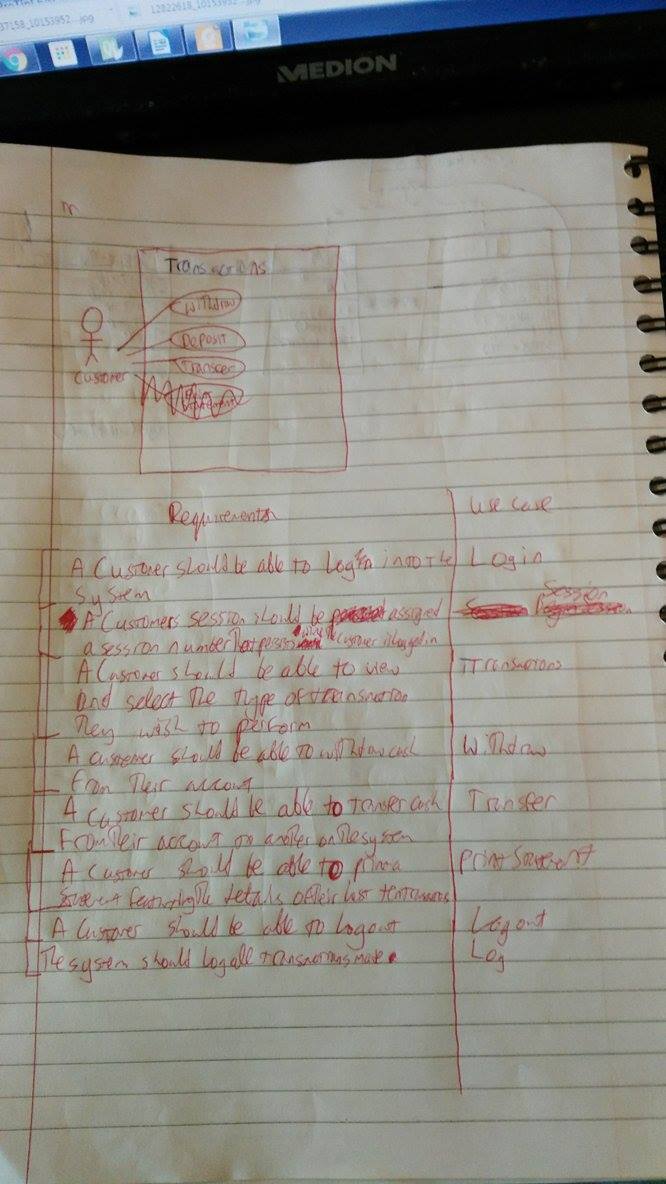 37158_10153952...jpg
12822618_10153952...jpg
MEDION
Transactions
Withdraw
Deposit
Transfer
Customer
Requirements
Use case
A Customer should be able to Login into the
Login
System
A Customers session should be assigned
Session
a session number that persists while customer is logged in
A Customer should be able to view
Transactions
and select the type of transaction
They wish to perform
A customer should be able to withdraw cash
Withdraw
From their account
A customer should be able to transfer cash
Transfer
From Their account to another on the system
A Customer should be able to print a
Print Statement
featuring the details of their last ten
A Customer should be able to Logout
Logout
The system should Log all transactions made.
Log